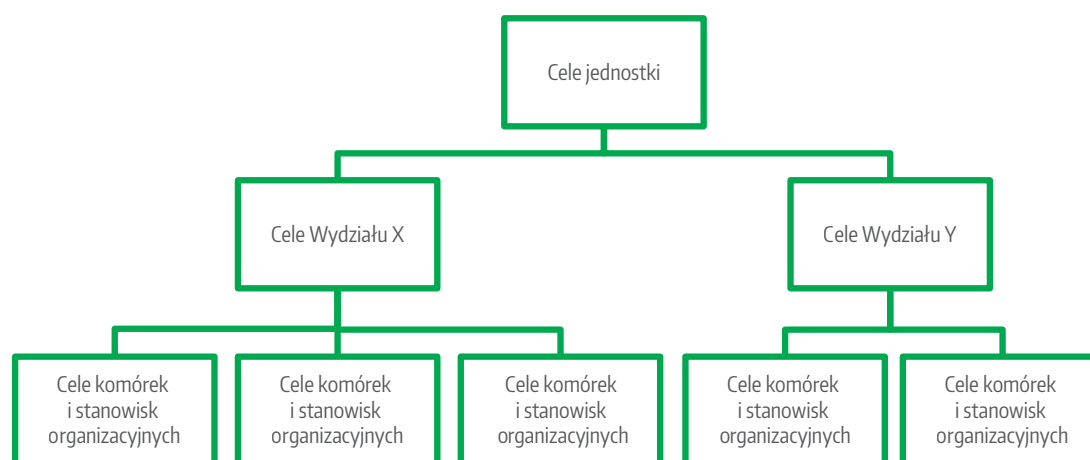 Cele jednostki
Cele Wydziału X
Cele Wydziału Y
Cele komórek
i stanowisk
organizacyjnych
Cele komórek
i stanowisk
organizacyjnych
Cele komórek
i stanowisk
organizacyjnych
Cele komórek
i stanowisk
organizacyjnych
Cele komórek
i stanowisk
organizacyjnych